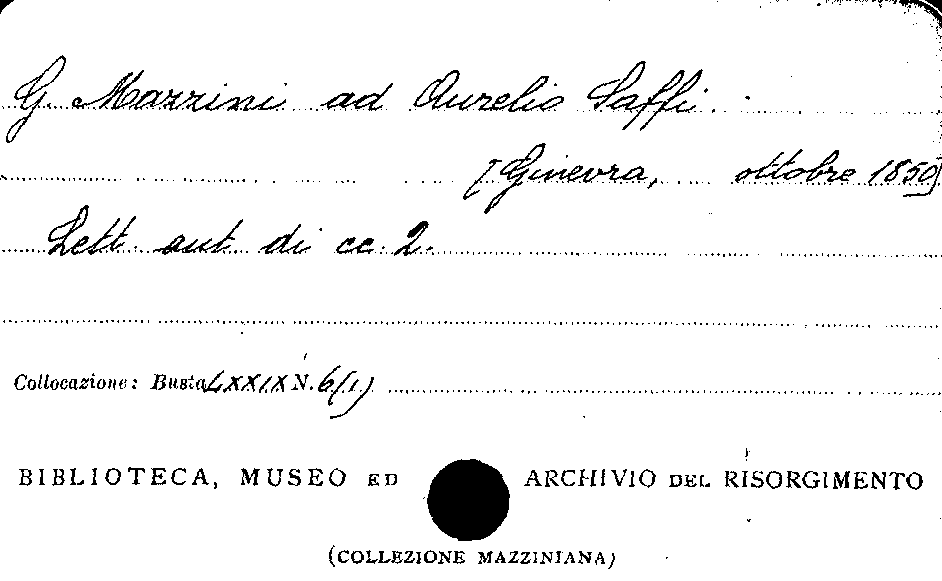 G. Mazzini ad Aurelio Saffi.
[Ginevra, ottobre 1850]
Lett. aut. di cc. 2.
Collocazione: Busta LXXIX N. 6(1)
BIBLIOTECA, MUSEO ED ARCHIVIO DEL RISORGIMENTO
(COLLEZIONE MAZZINIANA)